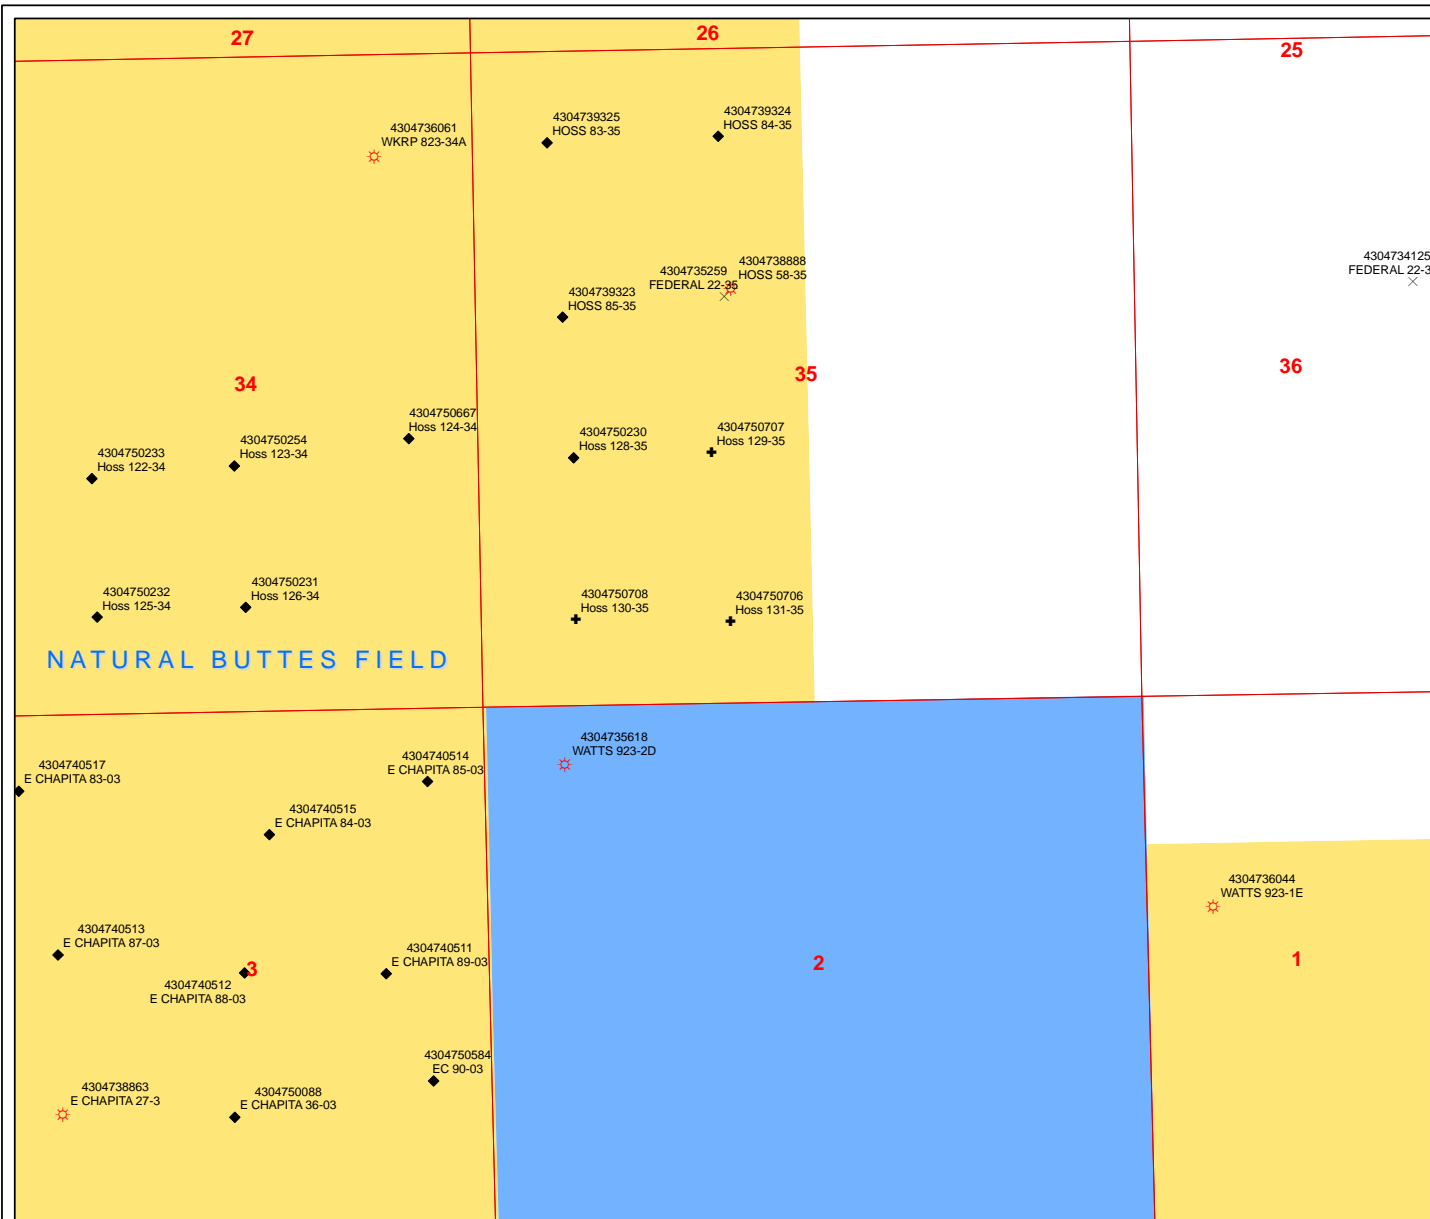 27
26
25
4304736061
WKRP 823-34A
4304739325
HOSS 83-35
4304739324
HOSS 84-35
4304735259
FEDERAL 22-35
4304738888
HOSS 58-35
4304734125
FEDERAL 22-3
4304739323
HOSS 85-35
34
35
36
4304750667
Hoss 124-34
4304750254
Hoss 123-34
4304750233
Hoss 122-34
4304750230
Hoss 128-35
4304750707
Hoss 129-35
4304750232
Hoss 125-34
4304750231
Hoss 126-34
4304750708
Hoss 130-35
4304750706
Hoss 131-35
NATURAL BUTTES FIELD
4304740517
E CHAPITA 83-03
4304740514
E CHAPITA 85-03
4304735618
WATTS 923-2D
4304740515
E CHAPITA 84-03
4304736044
WATTS 923-1E
4304740513
E CHAPITA 87-03
4304740511
E CHAPITA 89-03
3
2
1
4304740512
E CHAPITA 88-03
4304750584
EC 90-03
4304738863
E CHAPITA 27-3
4304750088
E CHAPITA 36-03